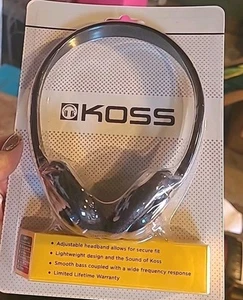 KOSS
• Adjustable headband allows for secure fit
• Lightweight design and the Sound of Koss
• Smooth bass coupled with a wide frequency response
• Limited Lifetime Warranty